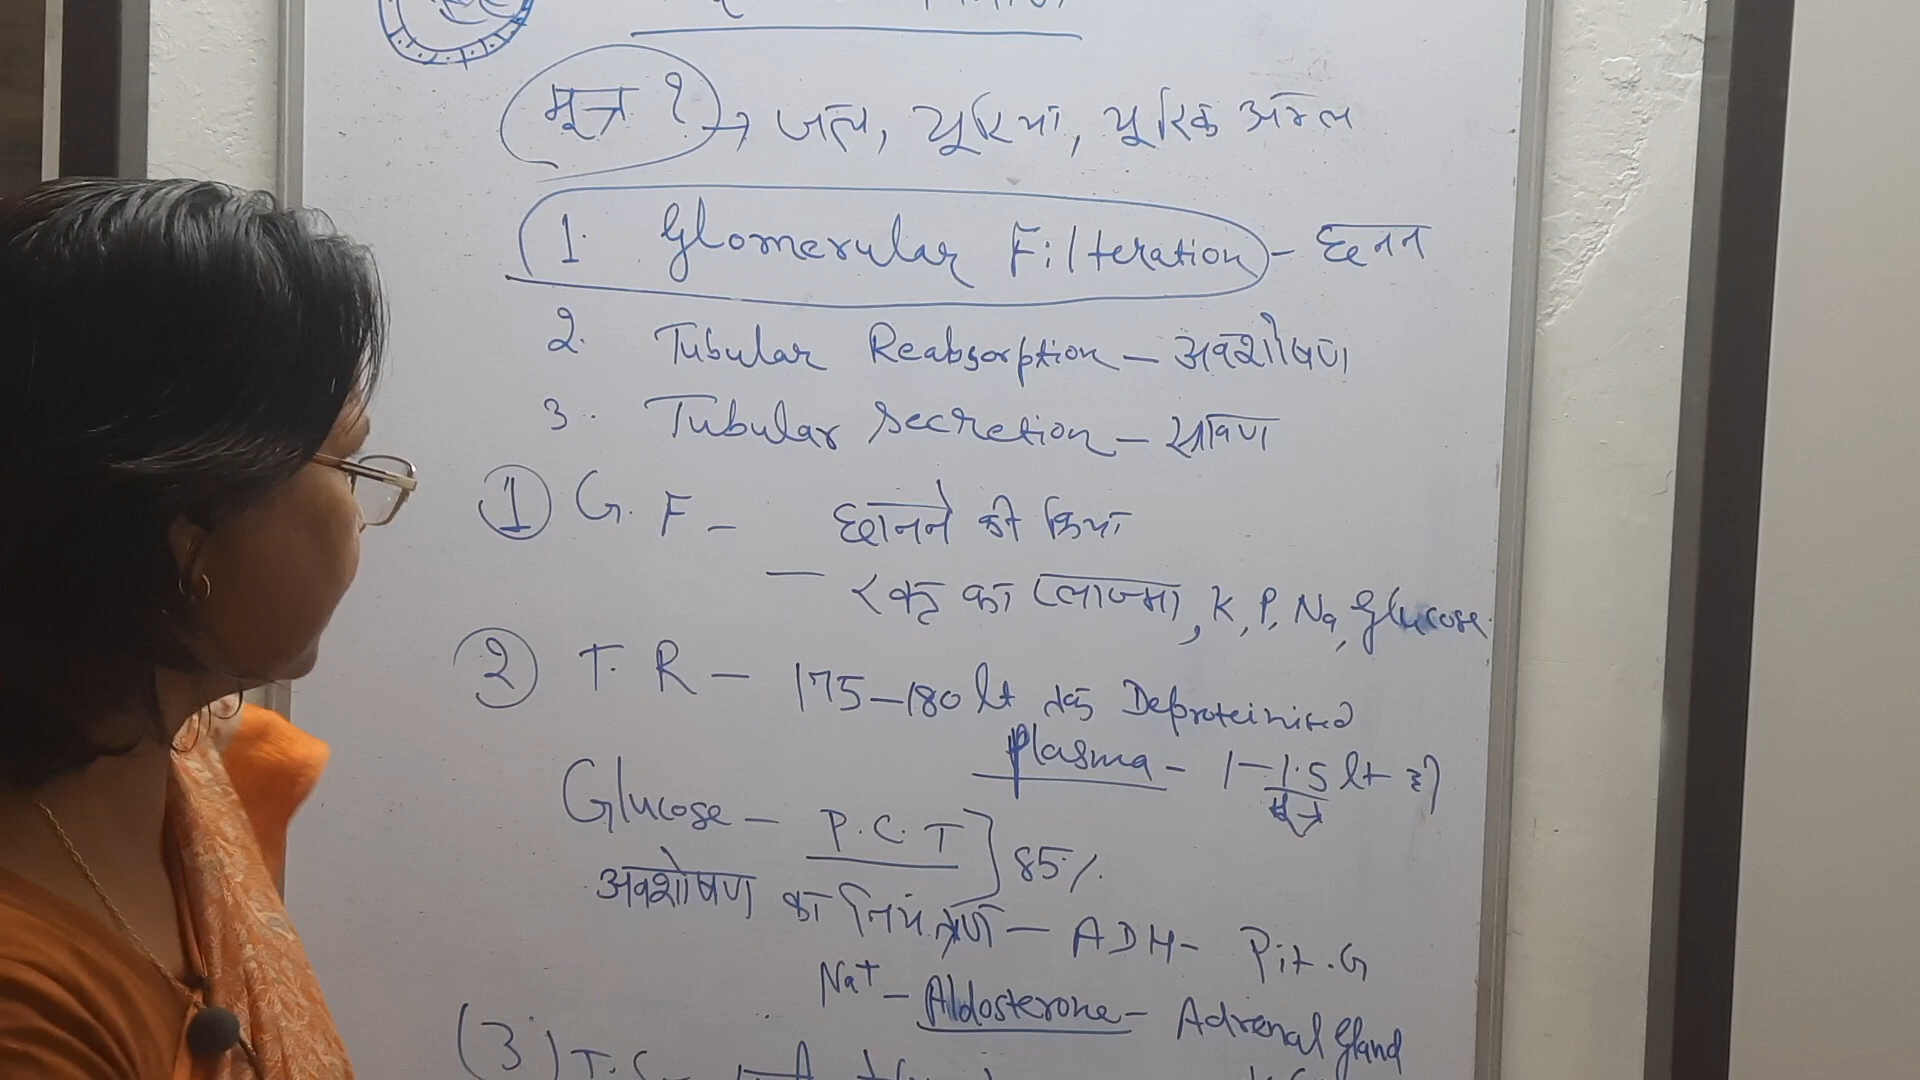 मूत्र ? → जल, यूरिया, यूरिक अम्ल
1. Glomerular Filteration - छनन
2. Tubular Reabsorption - अवशोषण
3. Tubular secretion - स्रावण
① G. F - छानने की क्रिया
- रक्त का प्लाज्मा, K, P, Na, Glucose
② T. R - 175-180 lt तक Deproteinised
Plasma - 1-1.5 lt
मूत्र
Glucose - P.C.T ] 85%
अवशोषण का नियंत्रण - ADH - Pit.G
Na+ - Aldosterone - Adrenal Gland
(3) T.S-